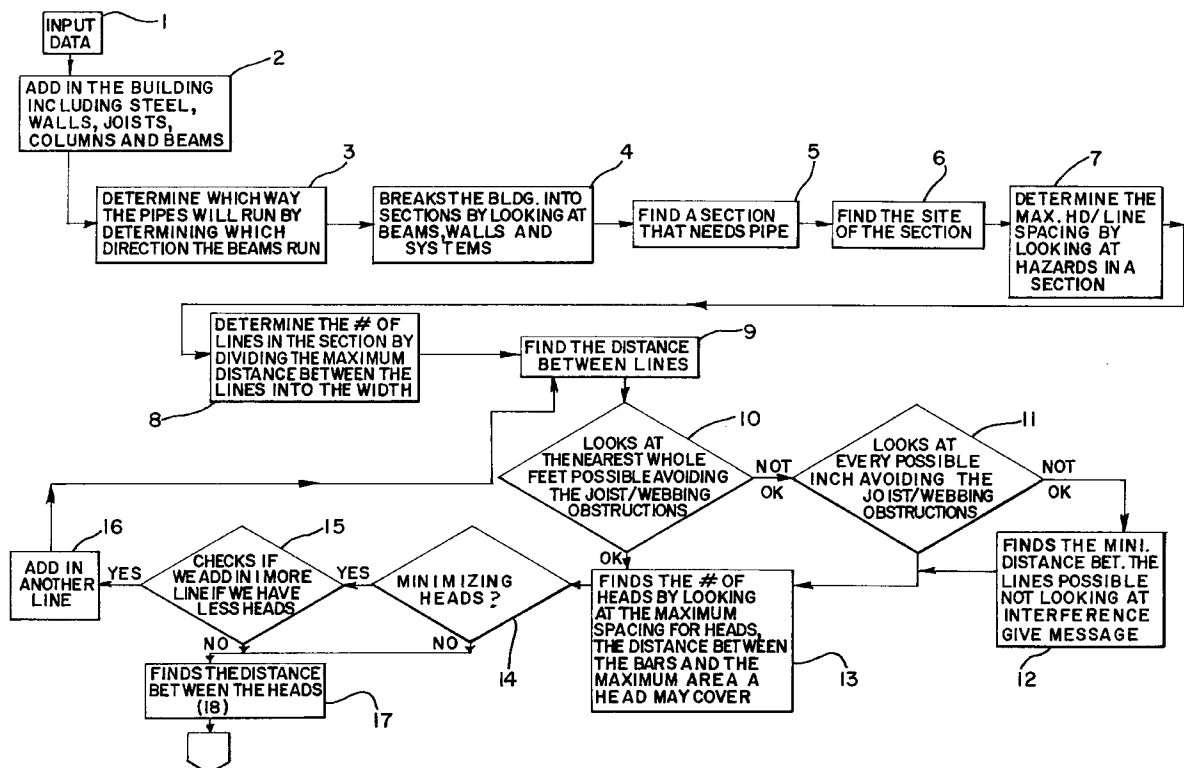 1
INPUT
DATA
2
ADD IN THE BUILDING
INCLUDING STEEL,
WALLS, JOISTS,
COLUMNS AND BEAMS
3
DETERMINE WHICH WAY
THE PIPES WILL RUN BY
DETERMINING WHICH
DIRECTION THE BEAMS RUN
4
BREAKS THE BLDG. INTO
SECTIONS BY LOOKING AT
BEAMS, WALLS AND
SYSTEMS
5
FIND A SECTION
THAT NEEDS PIPE
6
FIND THE SITE
OF THE SECTION
7
DETERMINE THE
MAX. HD/LINE
SPACING BY
LOOKING AT
HAZARDS IN A
SECTION
DETERMINE THE # OF
LINES IN THE SECTION BY
DIVIDING THE MAXIMUM
DISTANCE BETWEEN THE
LINES INTO THE WIDTH
8
9
FIND THE DISTANCE
BETWEEN LINES
10
LOOKS AT
THE NEAREST WHOLE
FEET POSSIBLE AVOIDING
THE JOIST/WEBBING
OBSTRUCTIONS
NOT
OK
OK
11
LOOKS AT
EVERY POSSIBLE
INCH AVOIDING THE
JOIST/WEBBING
OBSTRUCTIONS
NOT
OK
FINDS THE MINI.
DISTANCE BET. THE
LINES POSSIBLE
NOT LOOKING AT
INTERFERENCE
GIVE MESSAGE
12
FINDS THE # OF
HEADS BY LOOKING
AT THE MAXIMUM
SPACING FOR HEADS,
THE DISTANCE BETWEEN
THE BARS AND THE
MAXIMUM AREA A
HEAD MAY COVER
13
MINIMIZING
HEADS?
14
YES
NO
15
CHECKS IF
WE ADD IN 1 MORE
LINE IF WE HAVE
LESS HEADS
YES
NO
16
ADD IN
ANOTHER
LINE
FINDS THE DISTANCE
BETWEEN THE HEADS
(18)
17